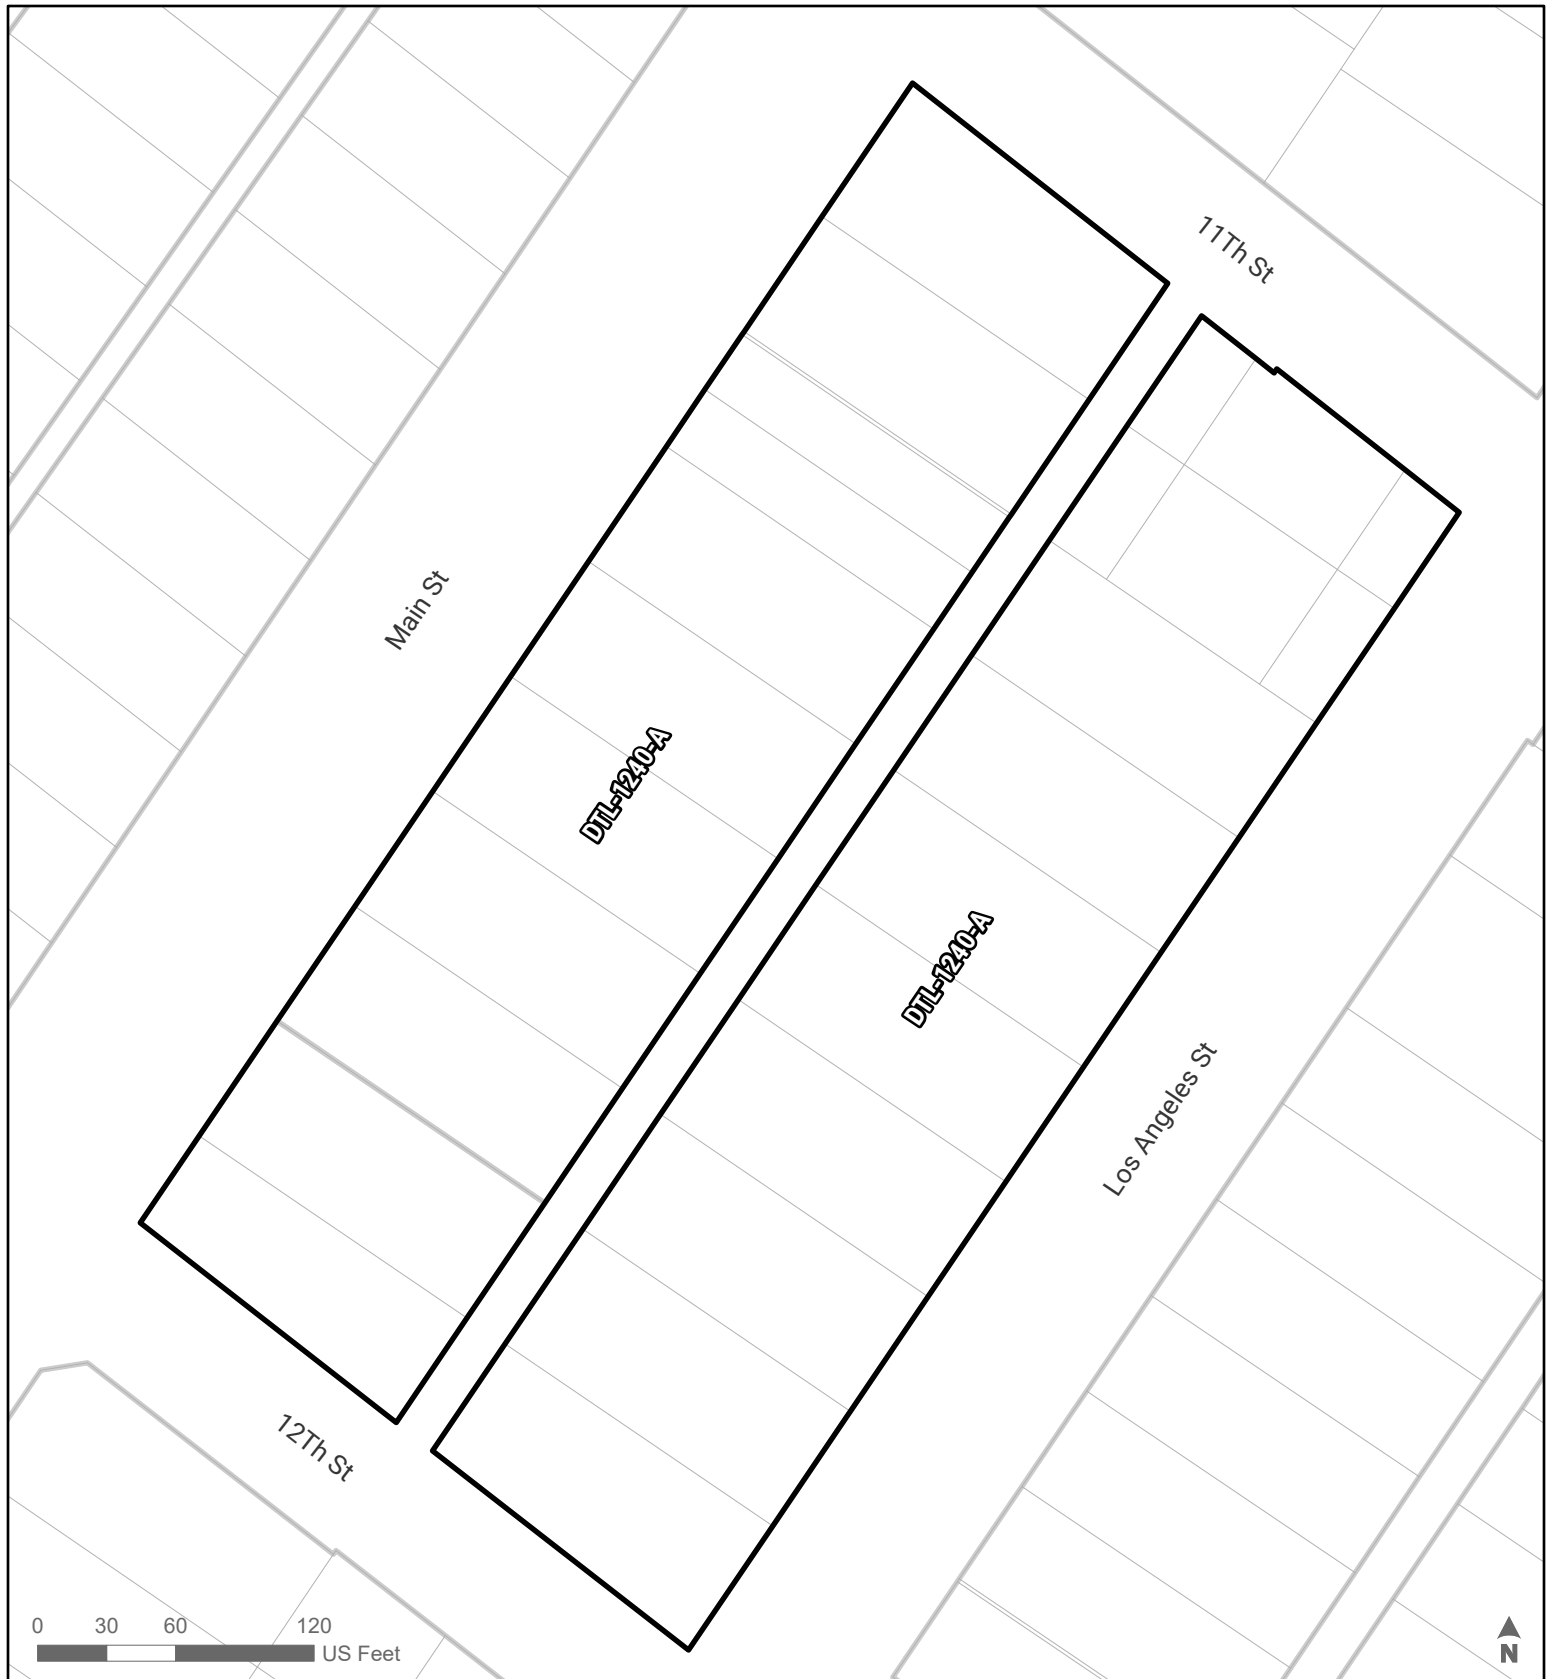 11Th St
Main St
DTL-1240-A
DTL-1240-A
Los Angeles St
12Th St
0 30 60 120
US Feet
N